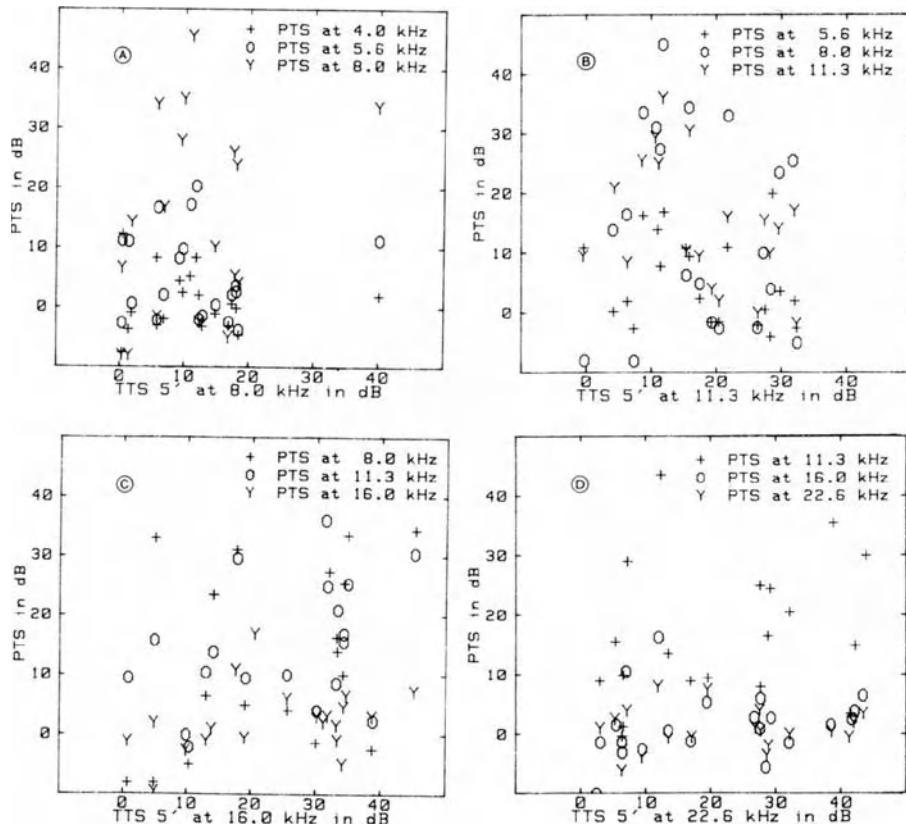 Ⓐ
+ PTS at 4.0 kHz
O PTS at 5.6 kHz
Y PTS at 8.0 kHz
40
30
20
10
0
PTS in dB
0 10 20 30 40
TTS 5′ at 8.0 kHz in dB
Ⓑ
+ PTS at 5.6 kHz
O PTS at 8.0 kHz
Y PTS at 11.3 kHz
40
30
20
10
0
PTS in dB
0 10 20 30 40
TTS 5′ at 11.3 kHz in dB
Ⓒ
+ PTS at 8.0 kHz
O PTS at 11.3 kHz
Y PTS at 16.0 kHz
40
30
20
10
0
PTS in dB
0 10 20 30 40
TTS 5′ at 16.0 kHz in dB
Ⓓ
+ PTS at 11.3 kHz
O PTS at 16.0 kHz
Y PTS at 22.6 kHz
40
30
20
10
0
PTS in dB
0 10 20 30 40
TTS 5′ at 22.6 kHz in dB